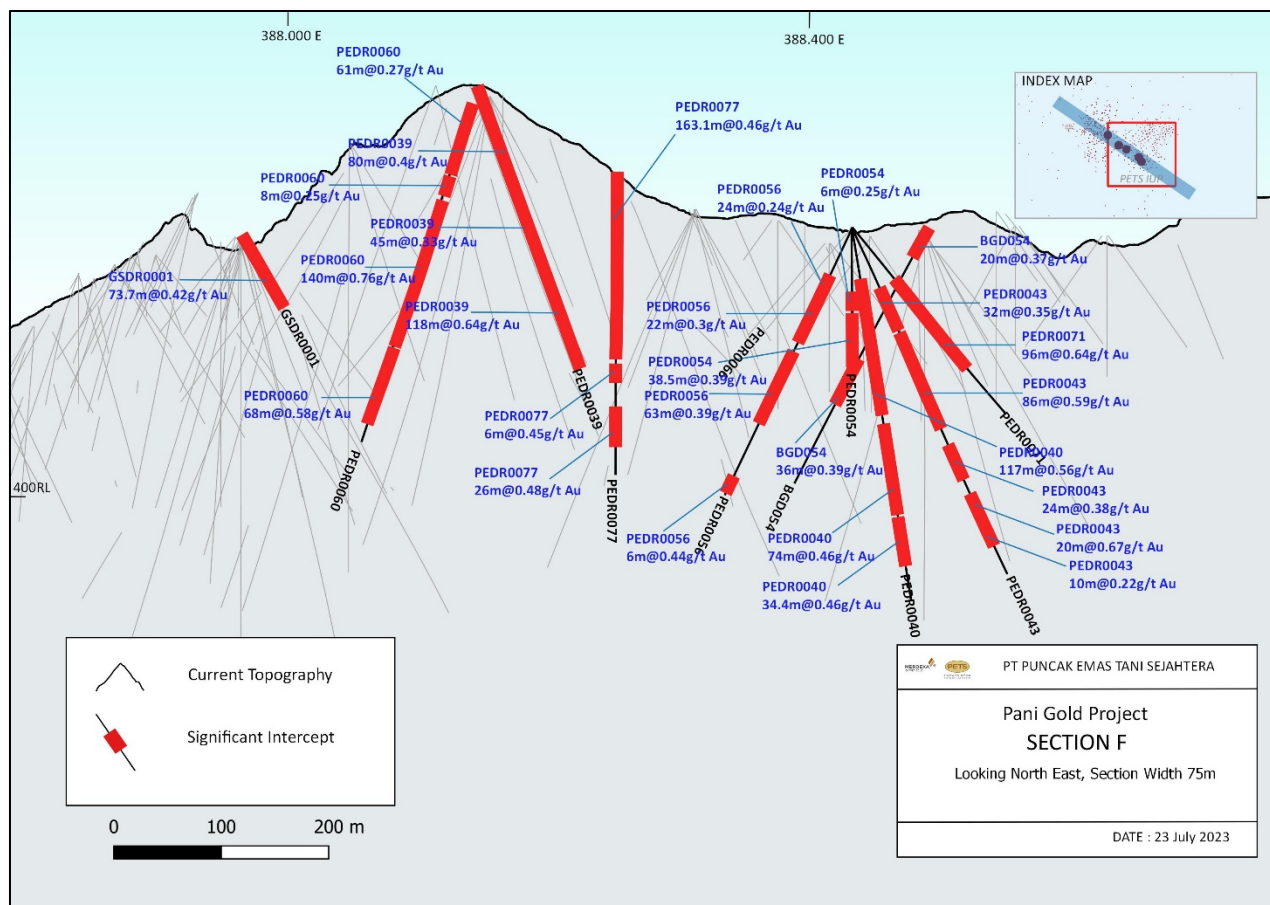 388.000 E
388.400 E
PEDR0060
61m@0.27g/t Au
PEDR0077
163.1m@0.46g/t Au
PEDR0039
80m@0.4g/t Au
PEDR0060
8m@0.25g/t Au
PEDR0054
6m@0.25g/t Au
PEDR0056
24m@0.24g/t Au
INDEX MAP
PETS IUP
PEDR0039
45m@0.33g/t Au
PEDR0060
140m@0.76g/t Au
GSDR0001
73.7m@0.42g/t Au
GSDR0001
PEDR0039
118m@0.64g/t Au
BGD054
20m@0.37g/t Au
PEDR0043
32m@0.35g/t Au
PEDR0056
22m@0.3g/t Au
PEDR0066
PEDR0071
96m@0.64g/t Au
PEDR0054
38.5m@0.39g/t Au
PEDR0056
63m@0.39g/t Au
PEDR0043
86m@0.59g/t Au
PEDR0060
68m@0.58g/t Au
PEDR0039
PEDR0054
PEDR0071
PEDR0077
6m@0.45g/t Au
PEDR0077
26m@0.48g/t Au
BGD054
36m@0.39g/t Au
PEDR0040
117m@0.56g/t Au
PEDR0043
24m@0.38g/t Au
400RL
PEDR0060
PEDR0077
PEDR0056
BGD054
PEDR0056
6m@0.44g/t Au
PEDR0040
74m@0.46g/t Au
PEDR0043
20m@0.67g/t Au
PEDR0043
10m@0.22g/t Au
PEDR0040
34.4m@0.46g/t Au
PEDR0040
PEDR0043
Current Topography
Significant Intercept
0 100 200 m
MERDEKA
PETS
PT PUNCAK EMAS TANI SEJAHTERA
Pani Gold Project
SECTION F
Looking North East, Section Width 75m
DATE : 23 July 2023